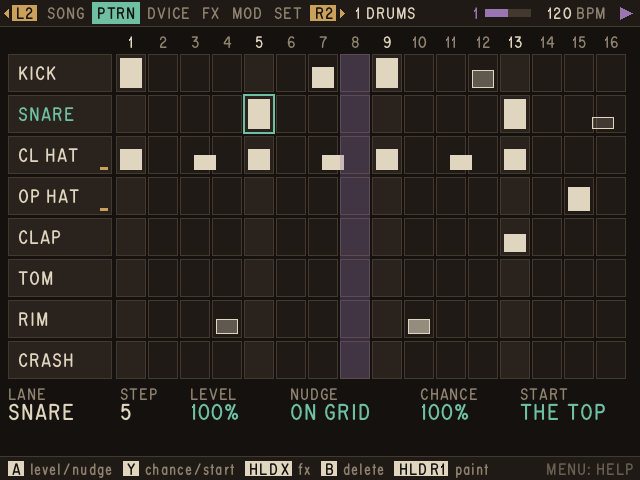 L2 SONG PTRN DVICE FX MOD SET R2 1 DRUMS 1 120 BPM
1 2 3 4 5 6 7 8 9 10 11 12 13 14 15 16
KICK
SNARE
CL HAT
OP HAT
CLAP
TOM
RIM
CRASH
LANE STEP LEVEL NUDGE CHANCE START
SNARE 5 100% ON GRID 100% THE TOP
A level/nudge Y chance/start HLDX fx B delete HLDR1 paint MENU: HELP